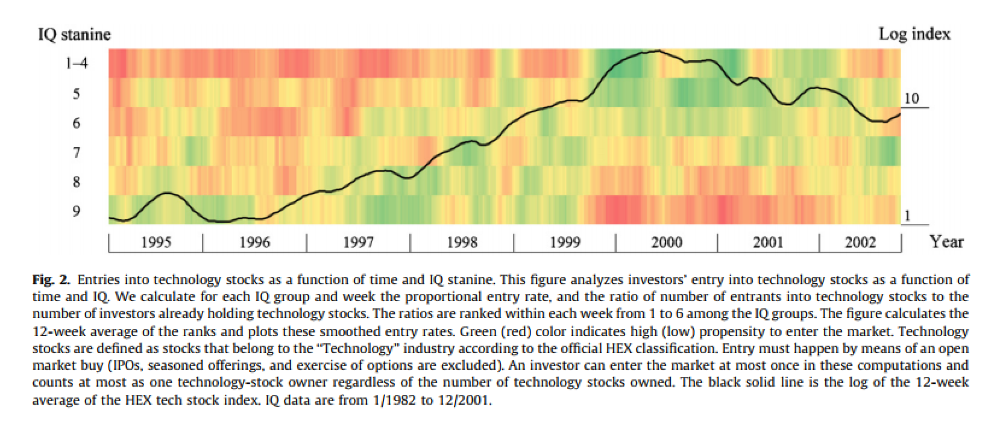 IQ stanine
Log index
1–4
5
10
6
7
8
9
1
1995 1996 1997 1998 1999 2000 2001 2002 Year
Fig. 2. Entries into technology stocks as a function of time and IQ stanine. This figure analyzes investors' entry into technology stocks as a function of
time and IQ. We calculate for each IQ group and week the proportional entry rate, and the ratio of number of entrants into technology stocks to the
number of investors already holding technology stocks. The ratios are ranked within each week from 1 to 6 among the IQ groups. The figure calculates the
12-week average of the ranks and plots these smoothed entry rates. Green (red) color indicates high (low) propensity to enter the market. Technology
stocks are defined as stocks that belong to the "Technology" industry according to the official HEX classification. Entry must happen by means of an open
market buy (IPOs, seasoned offerings, and exercise of options are excluded). An investor can enter the market at most once in these computations and
counts at most as one technology-stock owner regardless of the number of technology stocks owned. The black solid line is the log of the 12-week
average of the HEX tech stock index. IQ data are from 1/1982 to 12/2001.